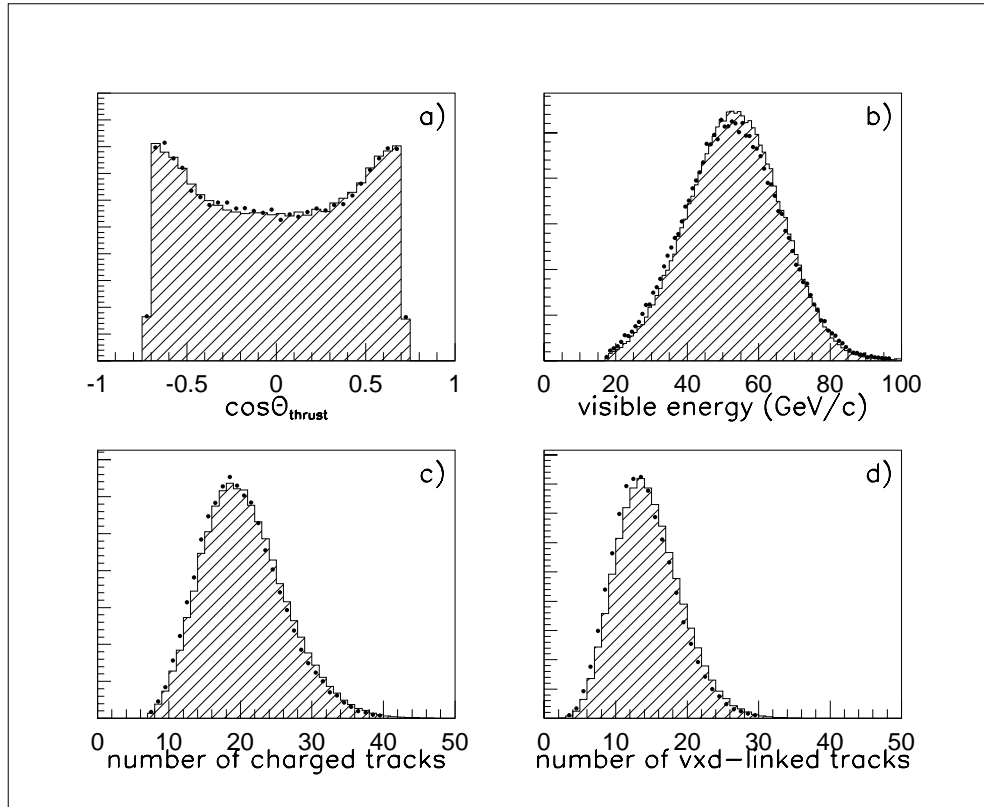 a)
-1 -0.5 0 0.5 1
cosΘthrust
b)
0 20 40 60 80 100
visible energy (GeV/c)
c)
0 10 20 30 40 50
number of charged tracks
d)
0 10 20 30 40 50
number of vxd-linked tracks